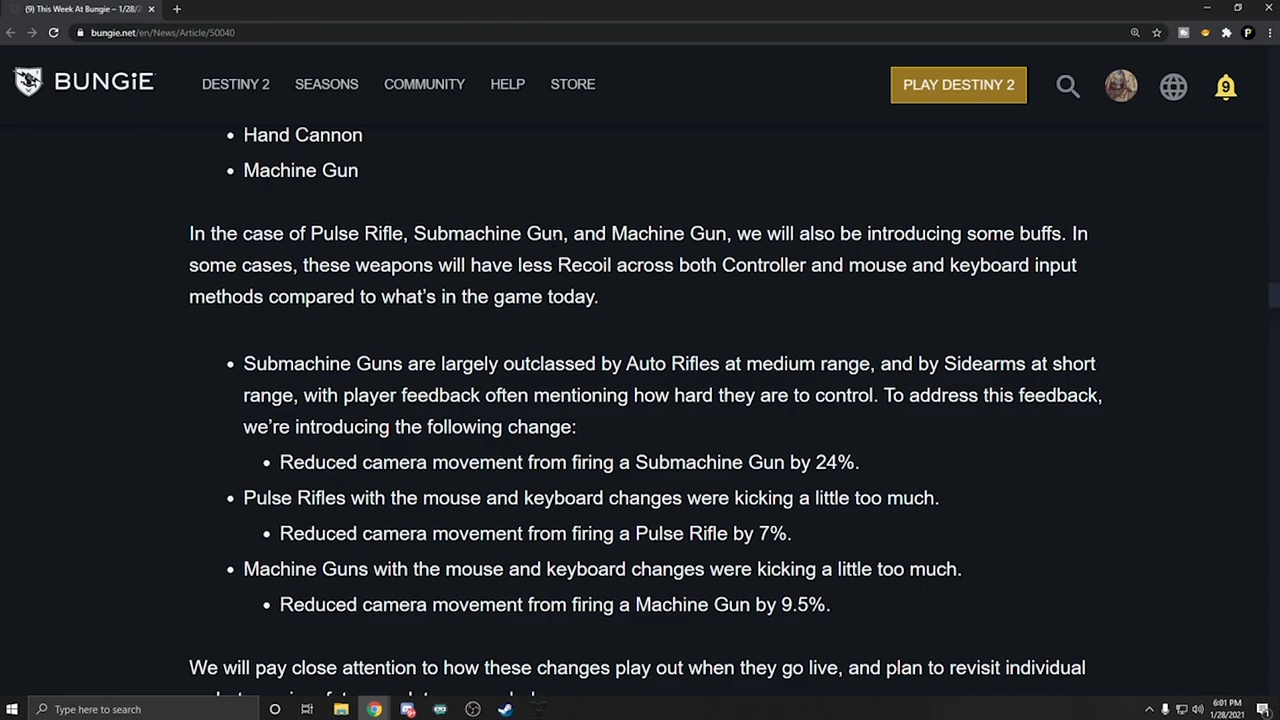 (9) This Week At Bungie – 1/28/2
bungie.net/en/News/Article/50040
BUNGiE
DESTINY 2
SEASONS
COMMUNITY
HELP
STORE
PLAY DESTINY 2
9
P
• Hand Cannon
• Machine Gun
In the case of Pulse Rifle, Submachine Gun, and Machine Gun, we will also be introducing some buffs. In
some cases, these weapons will have less Recoil across both Controller and mouse and keyboard input
methods compared to what's in the game today.
• Submachine Guns are largely outclassed by Auto Rifles at medium range, and by Sidearms at short
range, with player feedback often mentioning how hard they are to control. To address this feedback,
we're introducing the following change:
• Reduced camera movement from firing a Submachine Gun by 24%.
• Pulse Rifles with the mouse and keyboard changes were kicking a little too much.
• Reduced camera movement from firing a Pulse Rifle by 7%.
• Machine Guns with the mouse and keyboard changes were kicking a little too much.
• Reduced camera movement from firing a Machine Gun by 9.5%.
We will pay close attention to how these changes play out when they go live, and plan to revisit individual
Type here to search
6:01 PM
1/28/2021